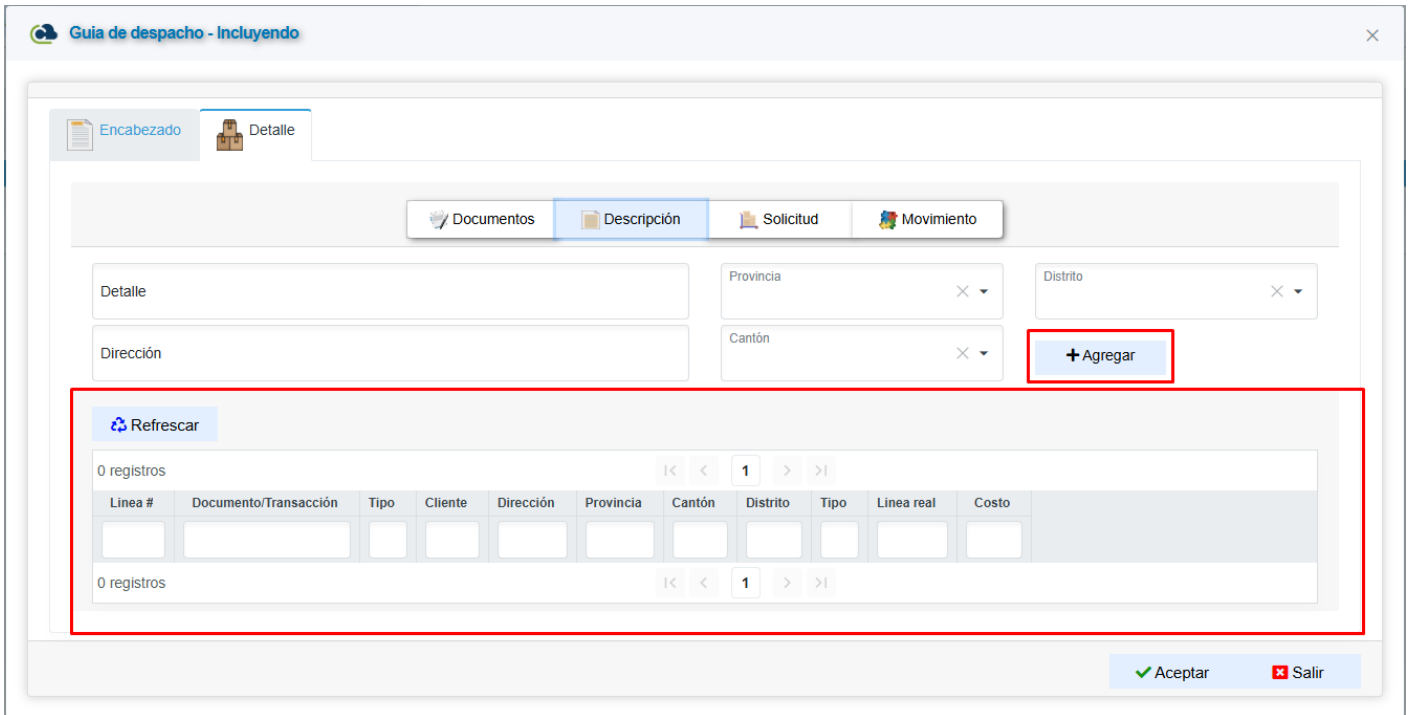 Guia de despacho - Incluyendo
Encabezado Detalle
Documentos Descripción Solicitud Movimiento
Detalle Provincia Distrito
Dirección Cantón + Agregar
Refrescar
0 registros 1
Linea # Documento/Transacción Tipo Cliente Dirección Provincia Cantón Distrito Tipo Linea real Costo
0 registros 1
Aceptar Salir